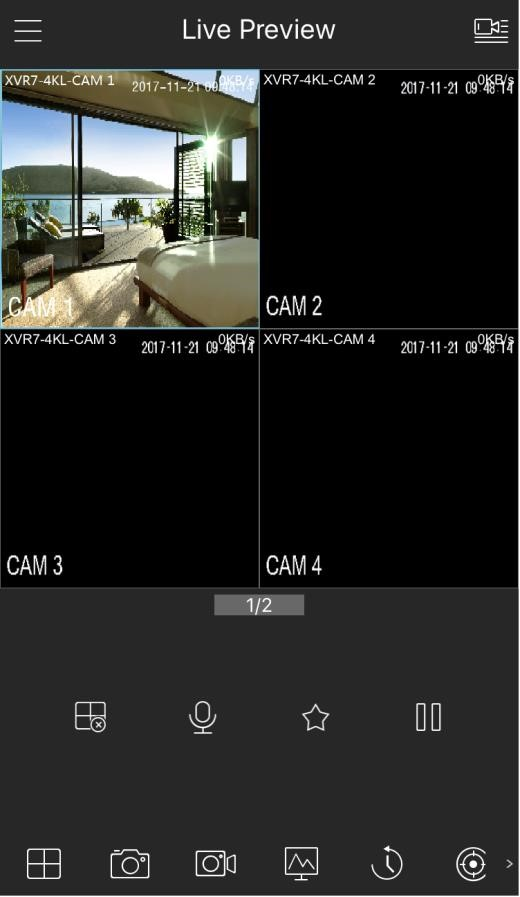 Live Preview
XVR7-4KL-CAM 1
0KB/s
2017-11-21 09:48:14
CAM 1
XVR7-4KL-CAM 2
0KB/s
2017-11-21 09:48:14
CAM 2
XVR7-4KL-CAM 3
0KB/s
2017-11-21 09:48:14
CAM 3
XVR7-4KL-CAM 4
0KB/s
2017-11-21 09:48:14
CAM 4
1/2